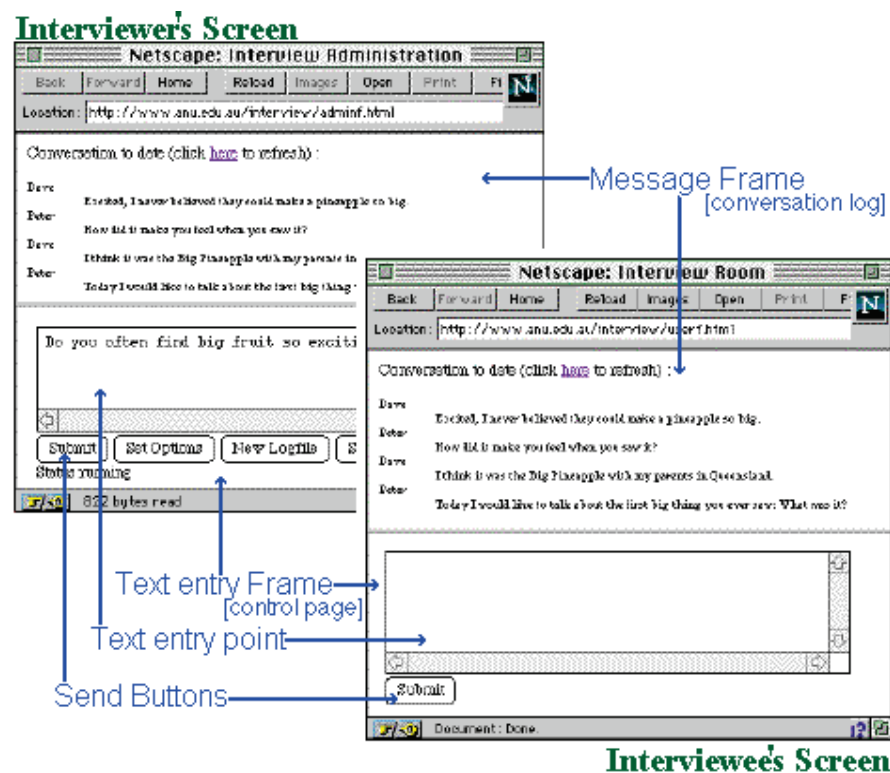 Interviewer's Screen
Netscape: Interview Administration
Back Forward Home Reload Images Open Print Fi N
Location: http://www.anu.edu.au/interview/adminf.html
Conversation to date (click here to refresh) :
Dave
Excited, I never believed they could make a pineapple so big.
Peter
How did it make you feel when you saw it?
Dave
I think it was the Big Pineapple with my parents in
Peter
Today I would like to talk about the first big thing
Do you often find big fruit so exciti
Submit Set Options New Logfile S
Status running
822 bytes read
Message Frame
[conversation log]
Netscape: Interview Room
Back Forward Home Reload Images Open Print F N
Location: http://www.anu.edu.au/interview/userf.html
Conversation to date (click here to refresh) :
Dave
Excited, I never believed they could make a pineapple so big.
Peter
How did it make you feel when you saw it?
Dave
I think it was the Big Pineapple with my parents in Queensland.
Peter
Today I would like to talk about the first big thing you ever saw: What was it?
Submit
Document: Done.
Text entry Frame
[control page]
Text entry point
Send Buttons
Interviewee's Screen